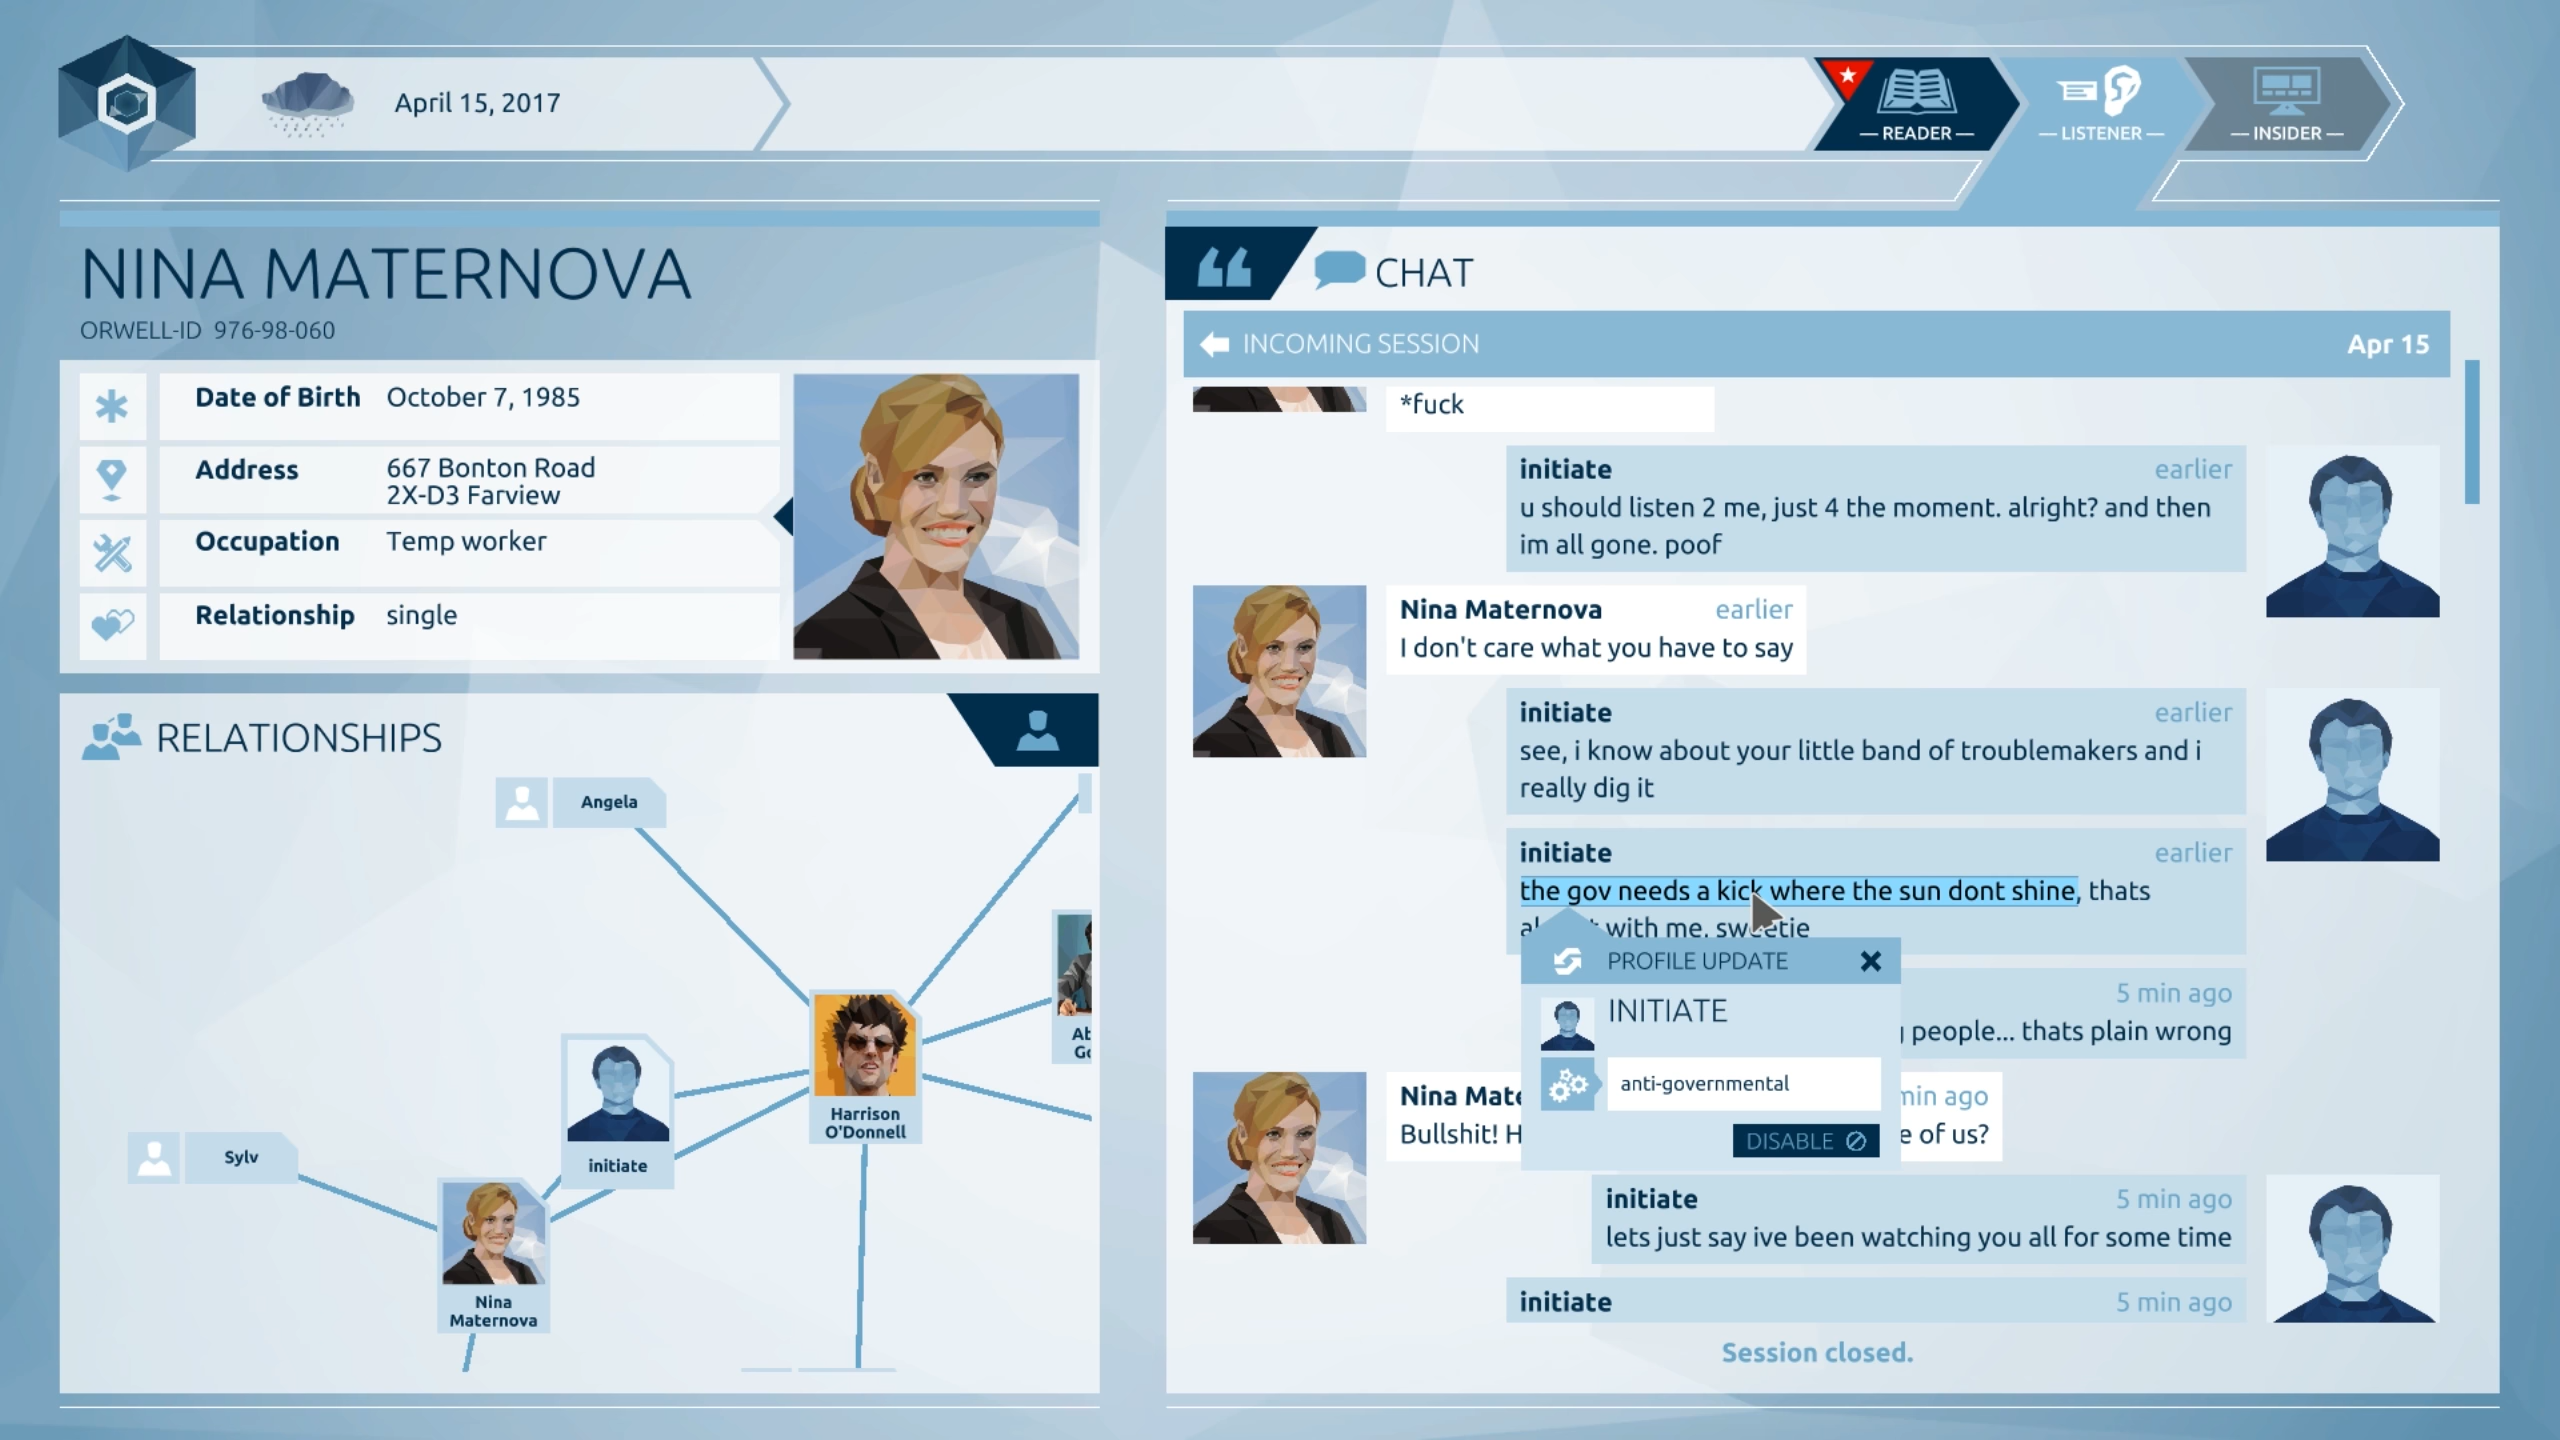 April 15, 2017
— READER —
— LISTENER —
— INSIDER —
NINA MATERNOVA
ORWELL-ID 976-98-060
Date of Birth October 7, 1985
Address 667 Bonton Road
2X-D3 Farview
Occupation Temp worker
Relationship single
RELATIONSHIPS
Angela
Harrison
O'Donnell
initiate
Sylv
Nina
Maternova
CHAT
INCOMING SESSION Apr 15
*fuck
initiate earlier
u should listen 2 me, just 4 the moment. alright? and then
im all gone. poof
Nina Maternova earlier
I don't care what you have to say
initiate earlier
see, i know about your little band of troublemakers and i
really dig it
initiate earlier
the gov needs a kick where the sun dont shine, thats
with me, sweetie
PROFILE UPDATE
INITIATE
anti-governmental
DISABLE
5 min ago
people... thats plain wrong
Nina min ago
Bullshit! of us?
initiate 5 min ago
lets just say ive been watching you all for some time
initiate 5 min ago
Session closed.